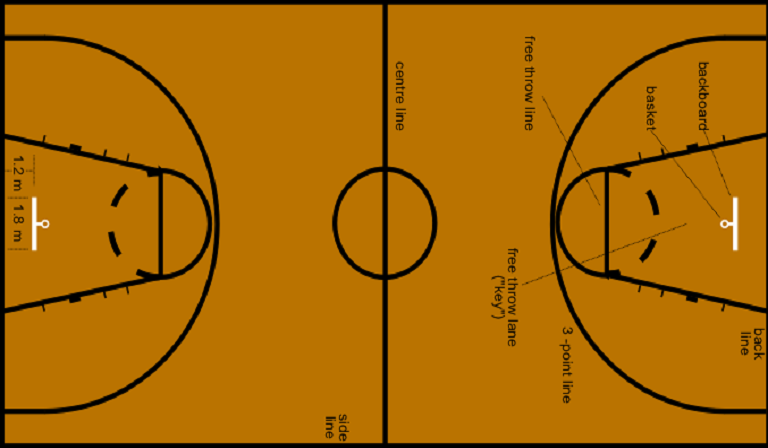 centre line
free throw line
basket
backboard
1.2 m
1.8 m
free throw lane
("key")
3 -point line
back
line
side
line